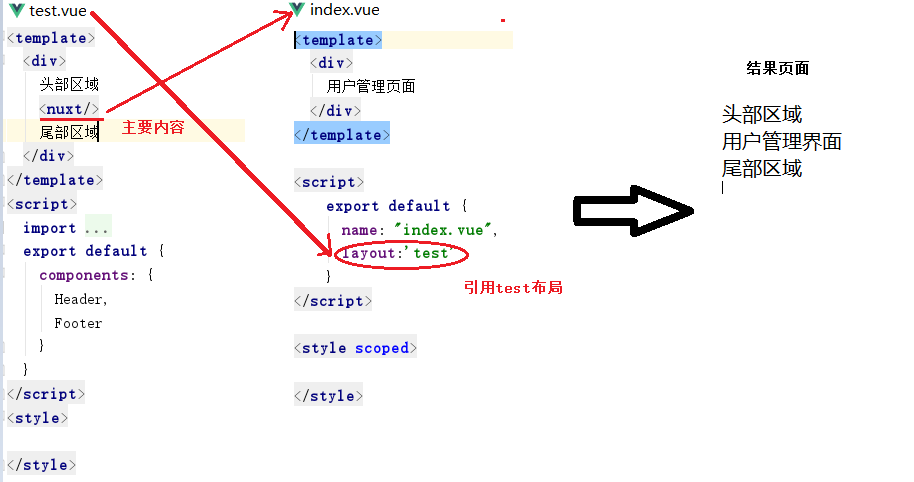 test.vue
<template>
<div>
头部区域
<nuxt/>
主要内容
尾部区域
</div>
</template>
<script>
import ...
export default {
components: {
Header,
Footer
}
}
</script>
<style>
</style>
index.vue
<template>
<div>
用户管理页面
</div>
</template>
<script>
export default {
name: "index.vue",
layout:'test'
}
引用test布局
</script>
<style scoped>
</style>
结果页面
头部区域
用户管理界面
尾部区域